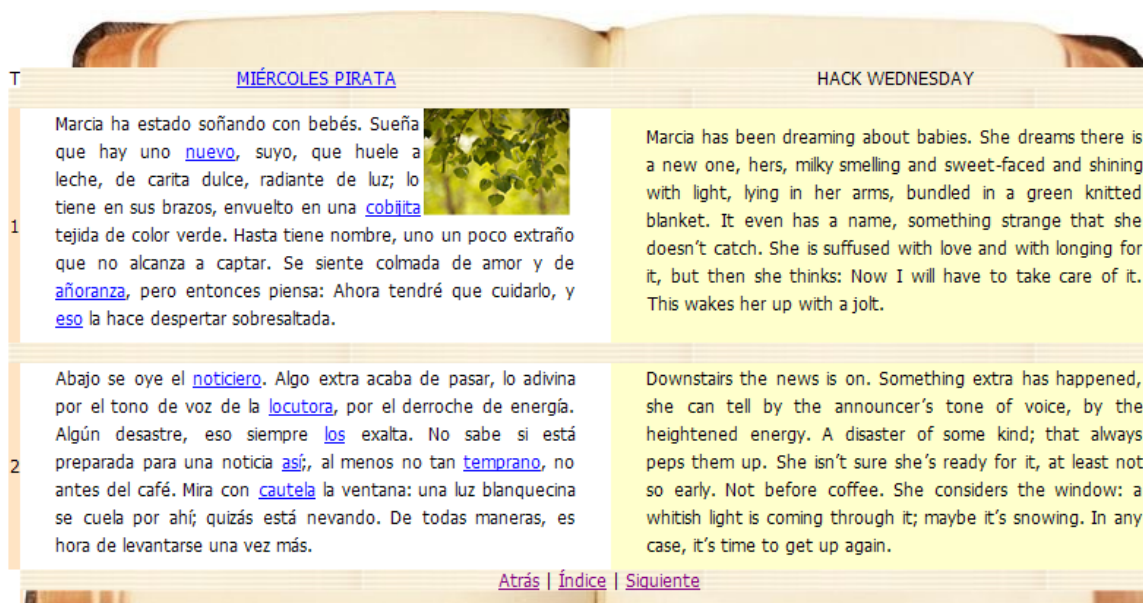 T
MIÉRCOLES PIRATA
HACK WEDNESDAY
1
Marcia ha estado soñando con bebés. Sueña
que hay uno nuevo, suyo, que huele a
leche, de carita dulce, radiante de luz; lo
tiene en sus brazos, envuelto en una cobijita
tejida de color verde. Hasta tiene nombre, uno un poco extraño
que no alcanza a captar. Se siente colmada de amor y de
añoranza, pero entonces piensa: Ahora tendré que cuidarlo, y
eso la hace despertar sobresaltada.
Marcia has been dreaming about babies. She dreams there is
a new one, hers, milky smelling and sweet-faced and shining
with light, lying in her arms, bundled in a green knitted
blanket. It even has a name, something strange that she
doesn't catch. She is suffused with love and with longing for
it, but then she thinks: Now I will have to take care of it.
This wakes her up with a jolt.
2
Abajo se oye el noticiero. Algo extra acaba de pasar, lo adivina
por el tono de voz de la locutora, por el derroche de energía.
Algún desastre, eso siempre los exalta. No sabe si está
preparada para una noticia así;, al menos no tan temprano, no
antes del café. Mira con cautela la ventana: una luz blanquecina
se cuela por ahí; quizás está nevando. De todas maneras, es
hora de levantarse una vez más.
Downstairs the news is on. Something extra has happened,
she can tell by the announcer's tone of voice, by the
heightened energy. A disaster of some kind; that always
peps them up. She isn't sure she's ready for it, at least not
so early. Not before coffee. She considers the window: a
whitish light is coming through it; maybe it's snowing. In any
case, it's time to get up again.
Atrás | Índice | Siguiente